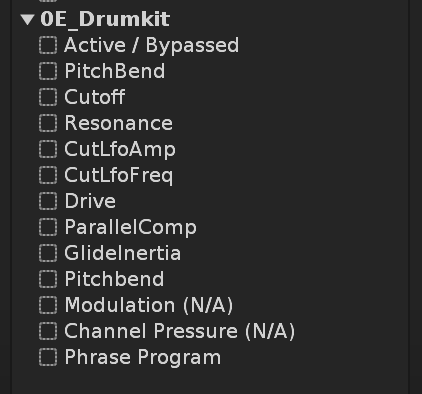 0E_Drumkit
Active / Bypassed
PitchBend
Cutoff
Resonance
CutLfoAmp
CutLfoFreq
Drive
ParallelComp
GlideInertia
Pitchbend
Modulation (N/A)
Channel Pressure (N/A)
Phrase Program